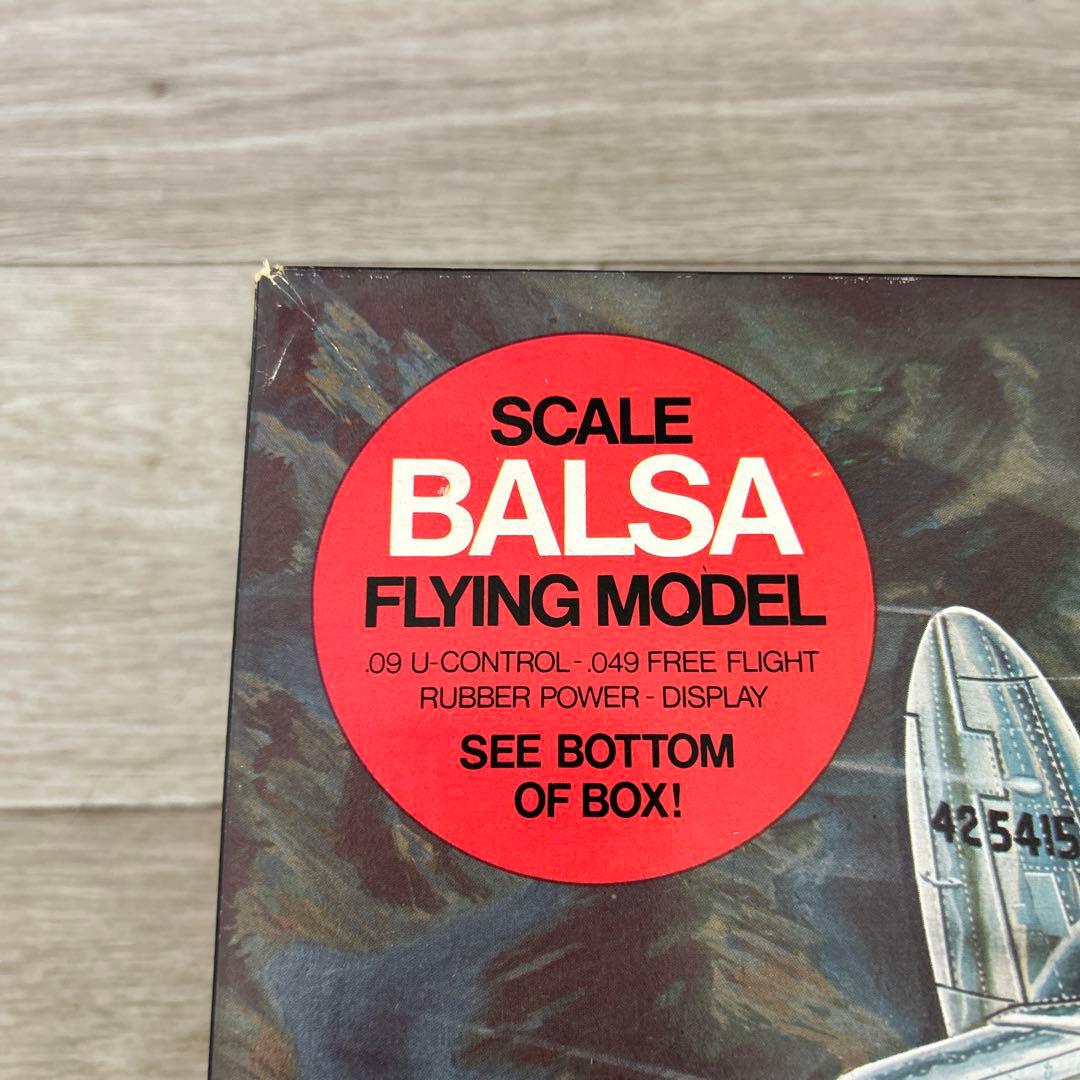 SCALE
BALSA
FLYING MODEL
.09 U-CONTROL - .049 FREE FLIGHT
RUBBER POWER - DISPLAY
SEE BOTTOM
OF BOX!
425415